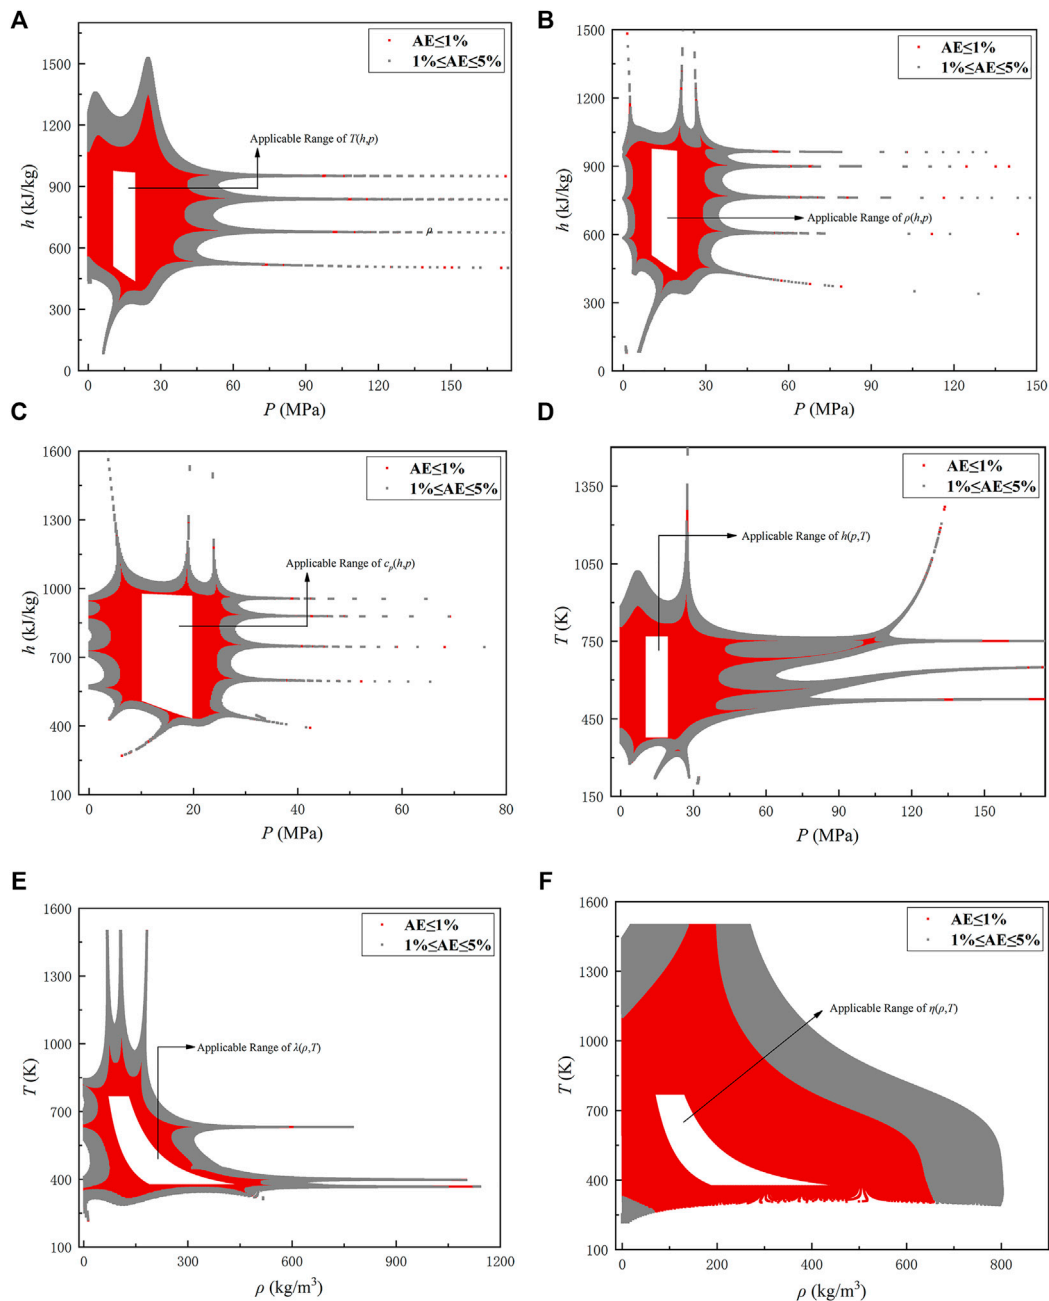 A
AE≤1%
1%≤AE≤5%
Applicable Range of T(h,p)
ρ
1500
1200
900
600
300
0
h (kJ/kg)
0 30 60 90 120 150
P (MPa)
B
AE≤1%
1%≤AE≤5%
Applicable Range of ρ(h,p)
1500
1200
900
600
300
0
h (kJ/kg)
0 30 60 90 120 150
P (MPa)
C
AE≤1%
1%≤AE≤5%
Applicable Range of cp(h,p)
1600
1300
1000
700
400
100
h (kJ/kg)
0 20 40 60 80
P (MPa)
D
AE≤1%
1%≤AE≤5%
Applicable Range of h(p,T)
1350
1050
750
450
150
T (K)
0 30 60 90 120 150
P (MPa)
E
AE≤1%
1%≤AE≤5%
Applicable Range of λ(ρ,T)
1600
1300
1000
700
400
100
T (K)
0 300 600 900 1200
ρ (kg/m³)
F
AE≤1%
1%≤AE≤5%
Applicable Range of η(ρ,T)
1600
1300
1000
700
400
100
T (K)
0 200 400 600 800
ρ (kg/m³)